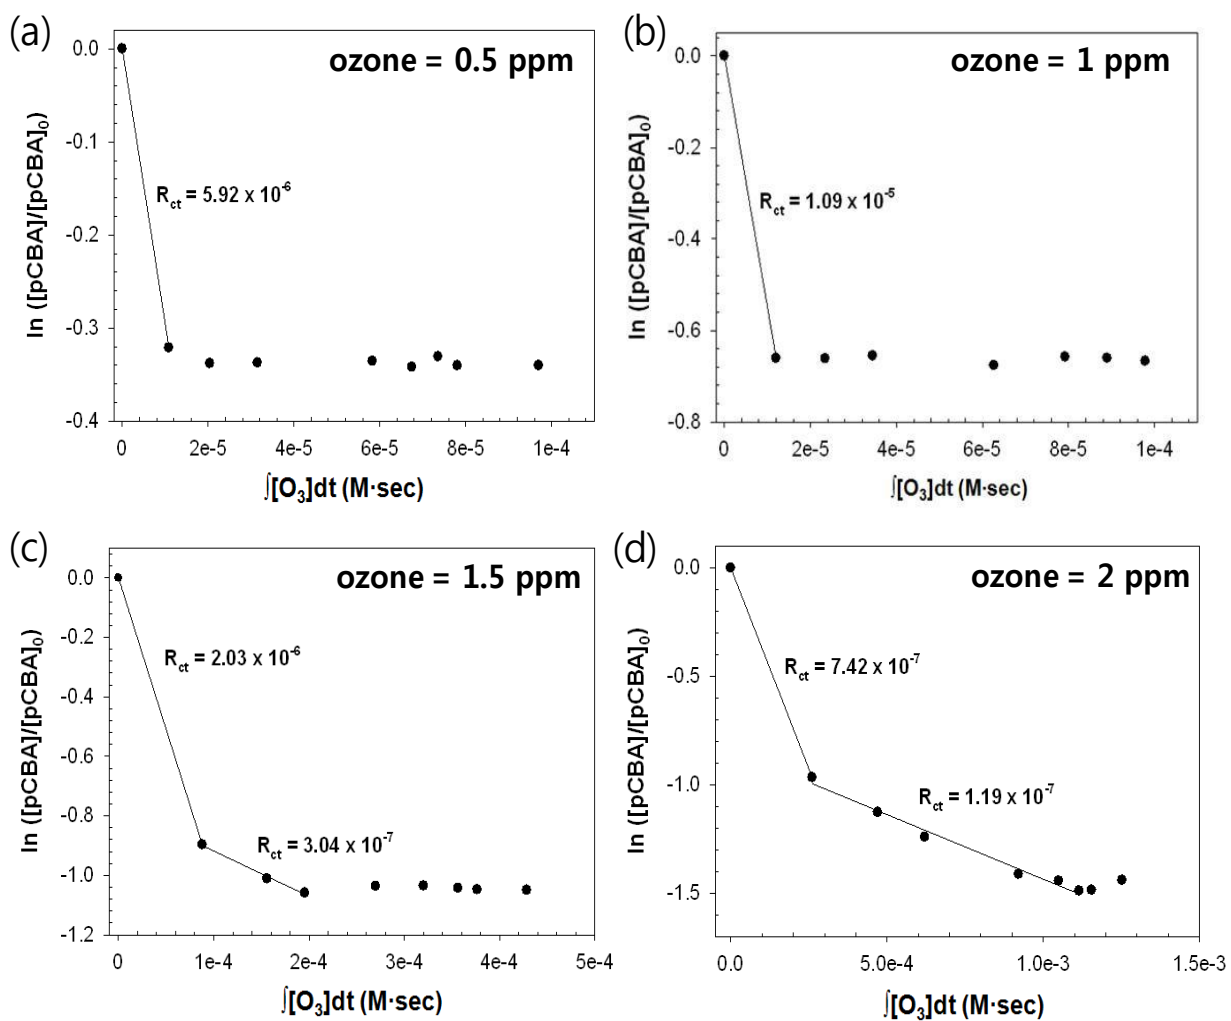 (a)
ozone = 0.5 ppm
0.0
-0.1
-0.2
-0.3
-0.4
ln ([pCBA]/[pCBA]₀)
R_ct = 5.92 x 10⁻⁶
0 2e-5 4e-5 6e-5 8e-5 1e-4
∫[O₃]dt (M·sec)
(b)
ozone = 1 ppm
0.0
-0.2
-0.4
-0.6
-0.8
ln ([pCBA]/[pCBA]₀)
R_ct = 1.09 x 10⁻⁵
0 2e-5 4e-5 6e-5 8e-5 1e-4
∫[O₃]dt (M·sec)
(c)
ozone = 1.5 ppm
0.0
-0.2
-0.4
-0.6
-0.8
-1.0
-1.2
ln ([pCBA]/[pCBA]₀)
R_ct = 2.03 x 10⁻⁶
R_ct = 3.04 x 10⁻⁷
0 1e-4 2e-4 3e-4 4e-4 5e-4
∫[O₃]dt (M·sec)
(d)
ozone = 2 ppm
0.0
-0.5
-1.0
-1.5
ln ([pCBA]/[pCBA]₀)
R_ct = 7.42 x 10⁻⁷
R_ct = 1.19 x 10⁻⁷
0.0 5.0e-4 1.0e-3 1.5e-3
∫[O₃]dt (M·sec)